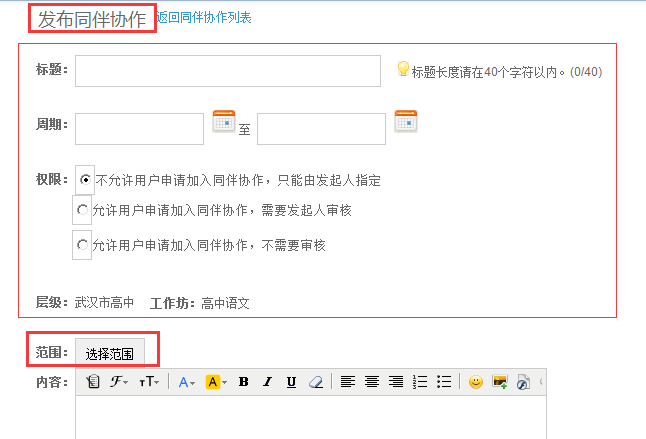 发布同伴协作 返回同伴协作列表
标题： 标题长度请在40个字符以内。(0/40)
周期： 至
权限： 不允许用户申请加入同伴协作，只能由发起人指定
允许用户申请加入同伴协作，需要发起人审核
允许用户申请加入同伴协作，不需要审核
层级：武汉市高中 工作坊：高中语文
范围： 选择范围
内容： ℱ тT A A B I U